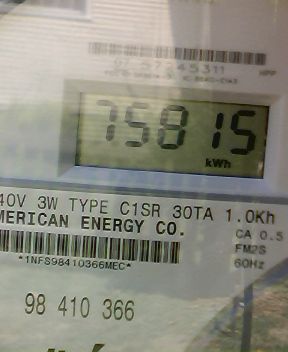 57245311
75815
kWh
40V 3W TYPE C1SR 30TA 1.0Kh
MERICAN ENERGY CO.
CA 0.5
FM2S
*1NFS98410366MEC*
60Hz
98 410 366